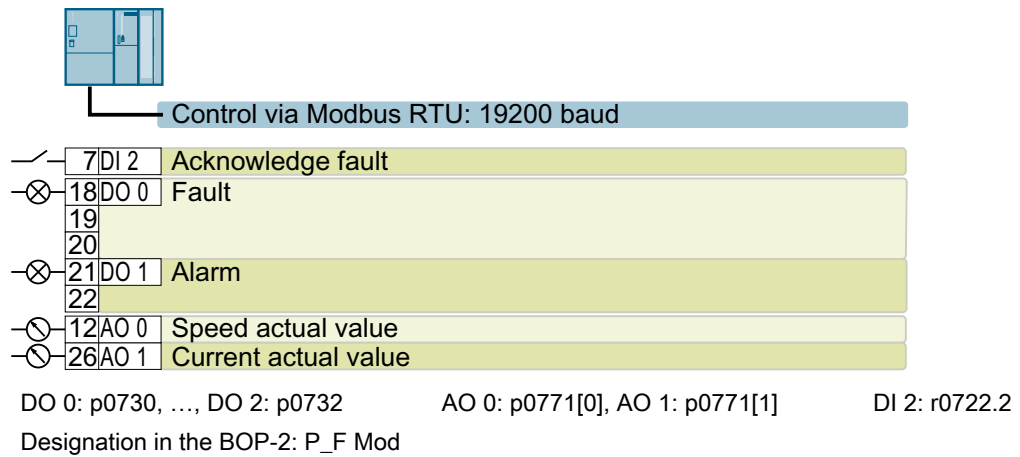 Control via Modbus RTU: 19200 baud
7 DI 2 Acknowledge fault
18 DO 0 Fault
19
20
21 DO 1 Alarm
22
12 AO 0 Speed actual value
26 AO 1 Current actual value
DO 0: p0730, …, DO 2: p0732 AO 0: p0771[0], AO 1: p0771[1] DI 2: r0722.2
Designation in the BOP-2: P_F Mod